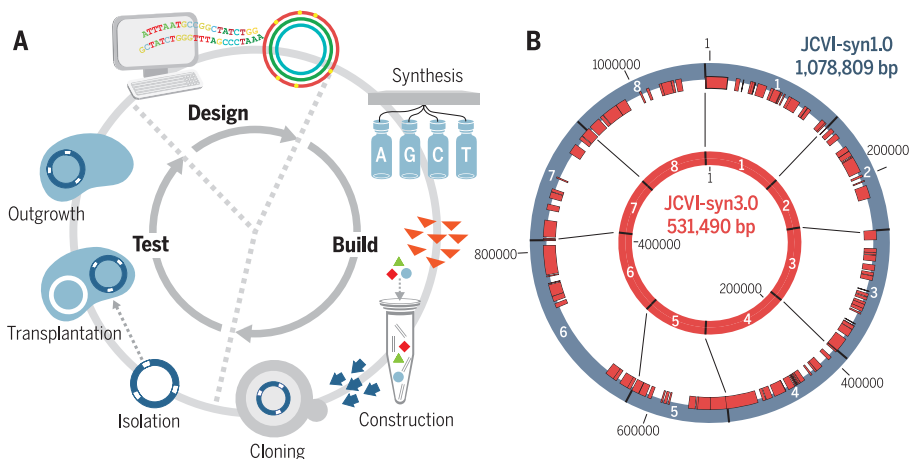 A
ATTTAATGCCGGCTATCTGG
GCTATCTGGGTTTAGCCCTAAA
Design
Synthesis
A G C T
Outgrowth
Test
Build
Transplantation
Isolation
Cloning
Construction
B
JCVI-syn1.0
1,078,809 bp
1
1000000
200000
400000
600000
800000
1
2
3
4
5
6
7
8
JCVI-syn3.0
531,490 bp
1
200000
400000
1
2
3
4
5
6
7
8